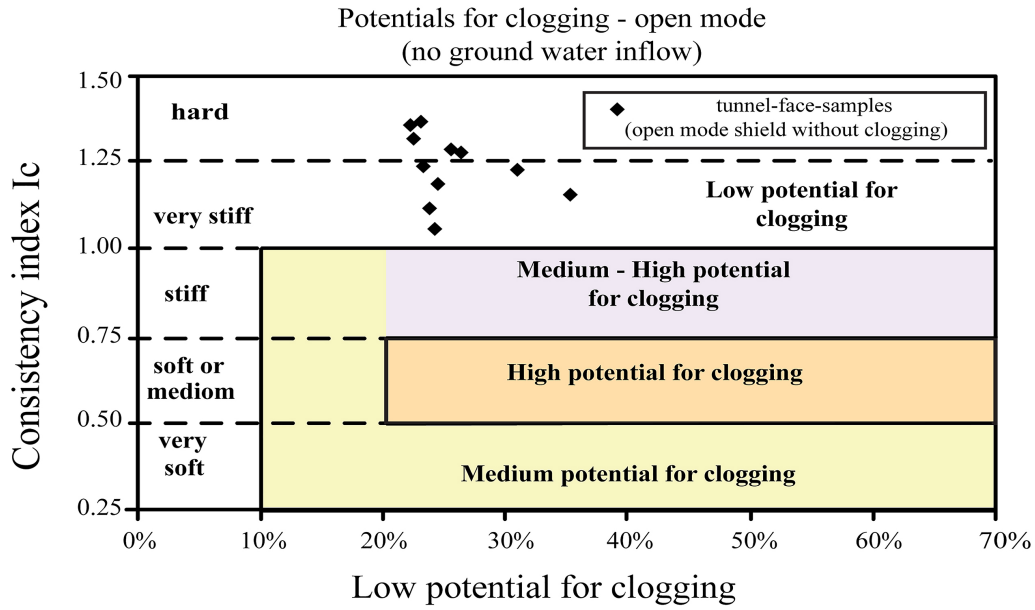 Potentials for clogging - open mode
(no ground water inflow)
1.50
hard
tunnel-face-samples
(open mode shield without clogging)
1.25
Low potential for
clogging
very stiff
1.00
Medium - High potential
for clogging
stiff
0.75
soft or
mediom
High potential for clogging
0.50
very
soft
Medium potential for clogging
0.25
0%
10%
20%
30%
40%
50%
60%
70%
Consistency index Ic
Low potential for clogging